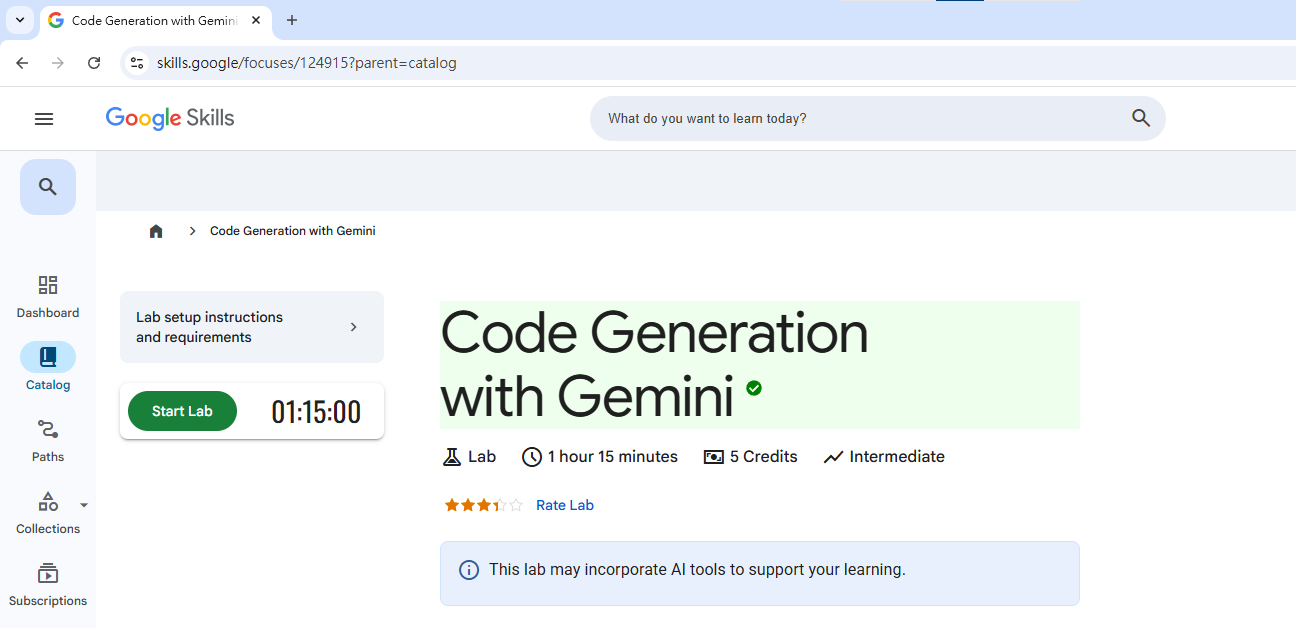 Code Generation with Gemini
skills.google/focuses/124915?parent=catalog
Google Skills
What do you want to learn today?
Code Generation with Gemini
Dashboard
Catalog
Paths
Collections
Subscriptions
Lab setup instructions
and requirements
Start Lab
01:15:00
Code Generation
with Gemini
Lab
1 hour 15 minutes
5 Credits
Intermediate
Rate Lab
This lab may incorporate AI tools to support your learning.